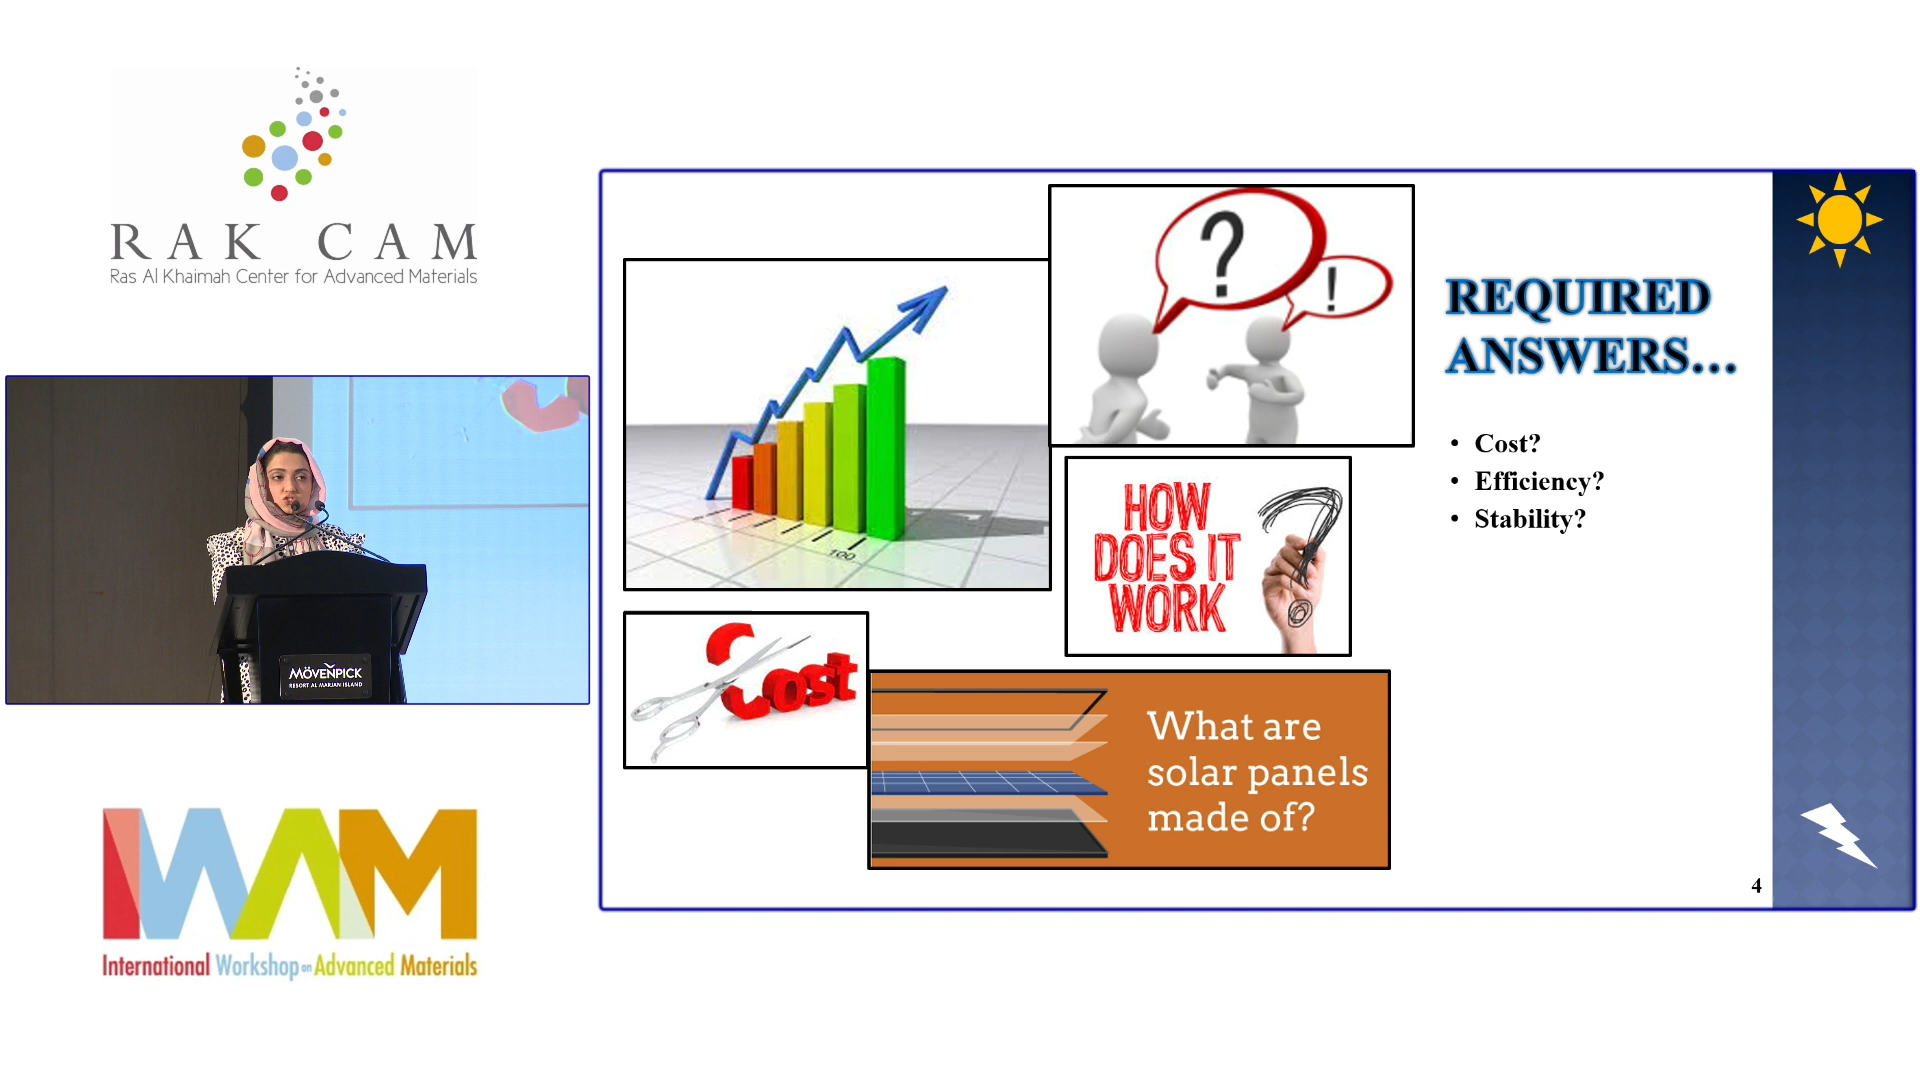 RAK CAM
Ras Al Khaimah Center for Advanced Materials
MÖVENPICK
RESORT AL MARJAN ISLAND
IWAM
International Workshop on Advanced Materials
100
?
!
HOW
DOES IT
WORK
?
Cost
What are
solar panels
made of?
REQUIRED
ANSWERS...
• Cost?
• Efficiency?
• Stability?
4